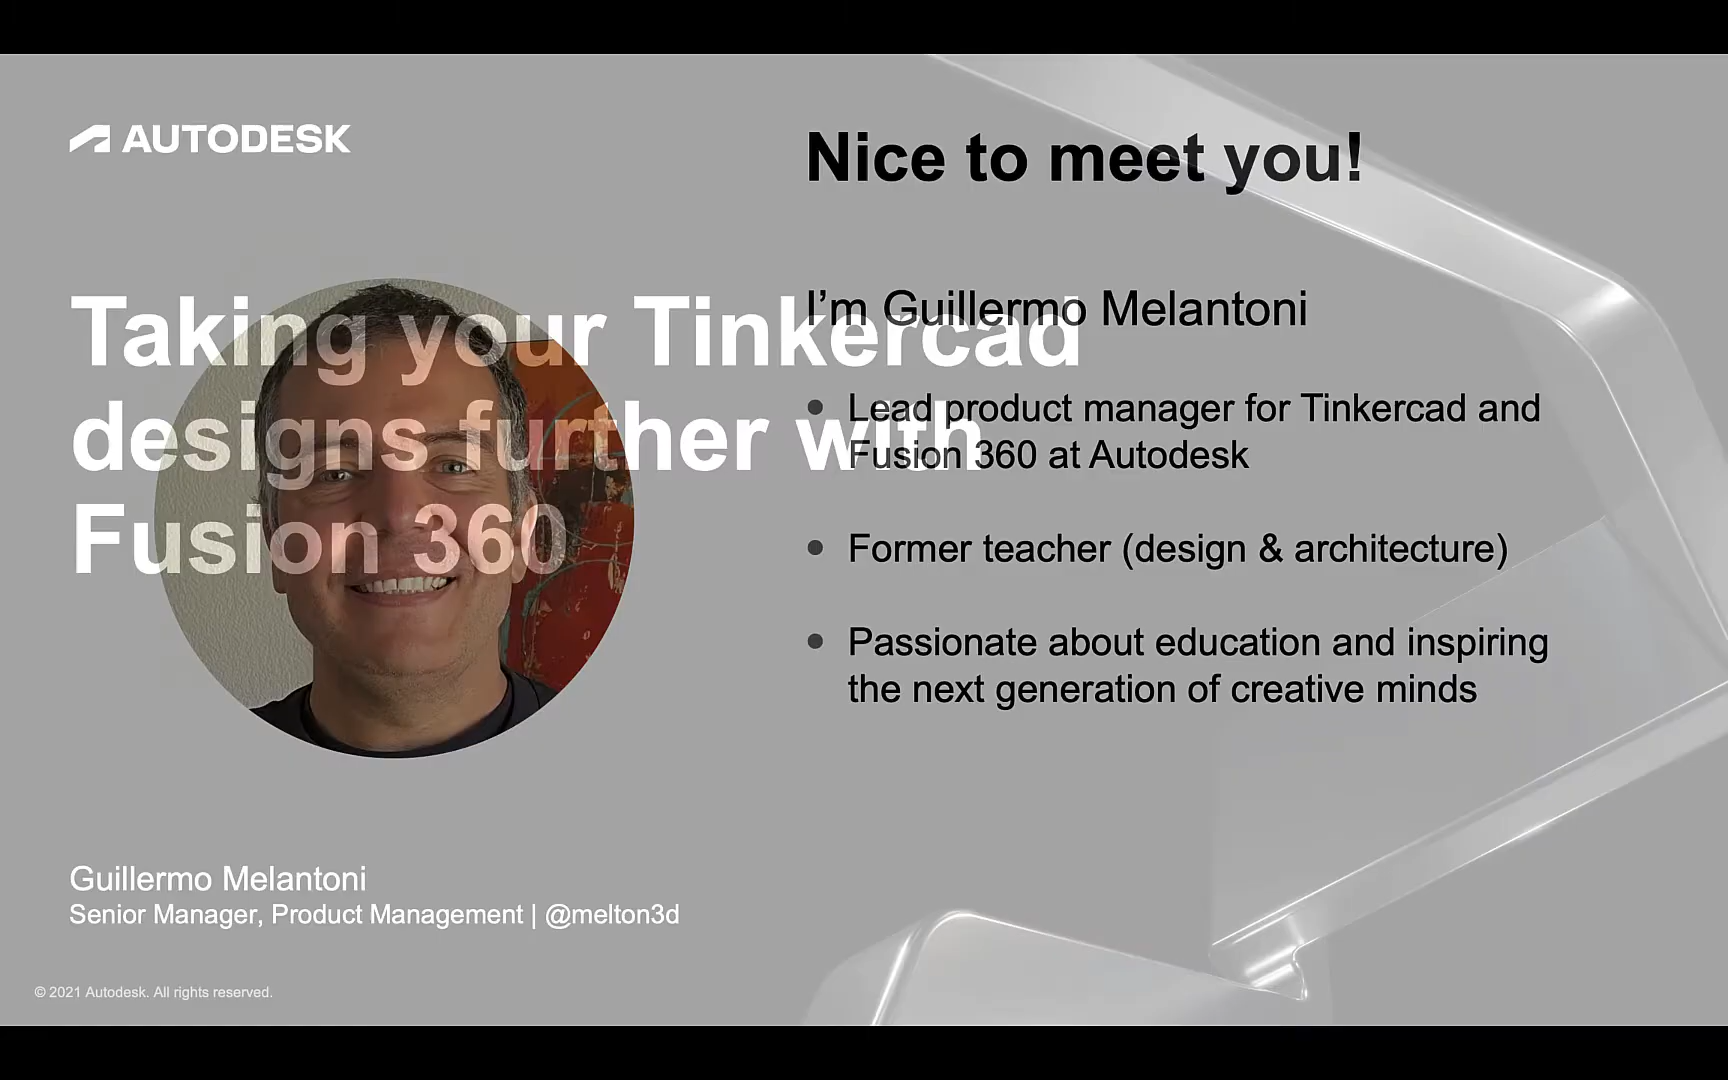 AUTODESK
Taking your Tinkercad
designs further with
Fusion 360
Guillermo Melantoni
Senior Manager, Product Management | @melton3d
© 2021 Autodesk. All rights reserved.
Nice to meet you!
I’m Guillermo Melantoni
• Lead product manager for Tinkercad and
Fusion 360 at Autodesk
• Former teacher (design & architecture)
• Passionate about education and inspiring
the next generation of creative minds